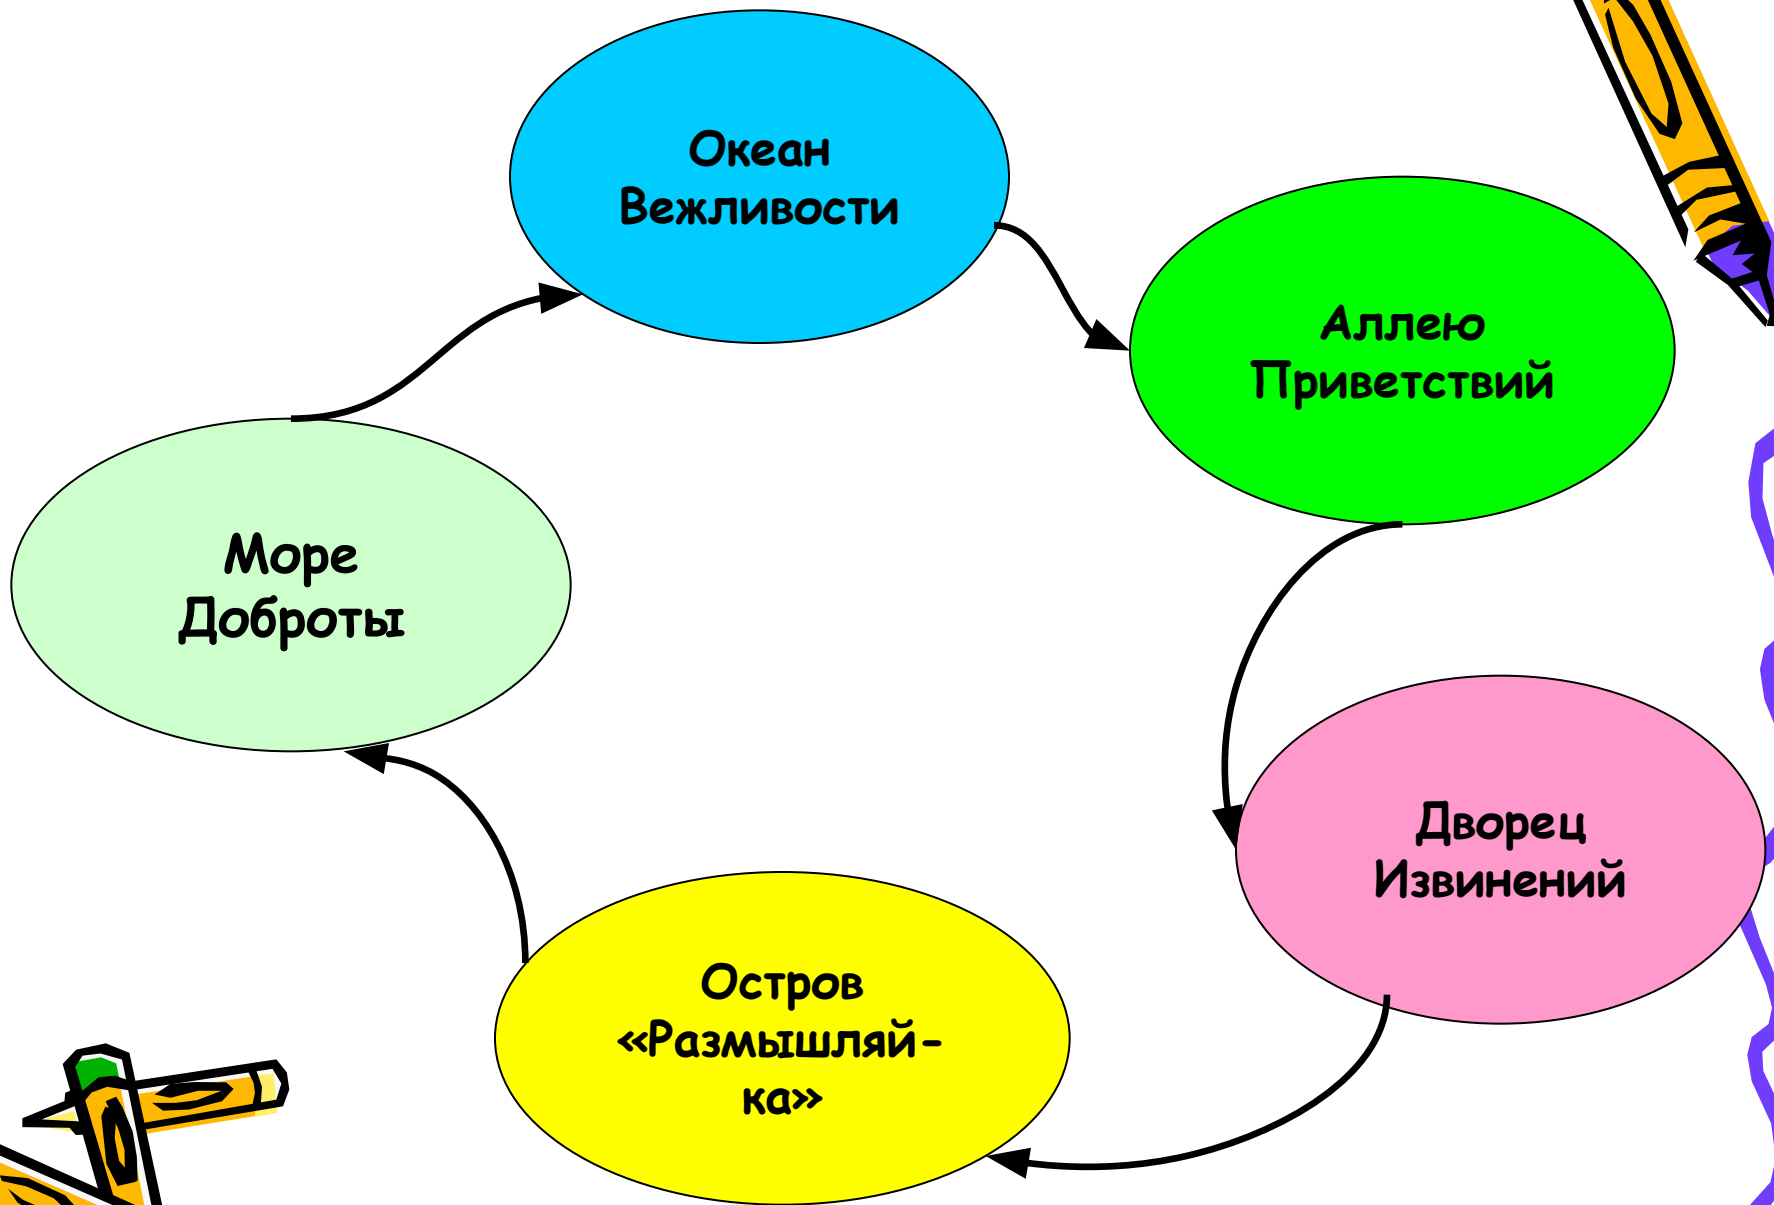 Океан
Вежливости
Аллею
Приветствий
Море
Доброты
Дворец
Извинений
Остров
«Размышляй-
ка»